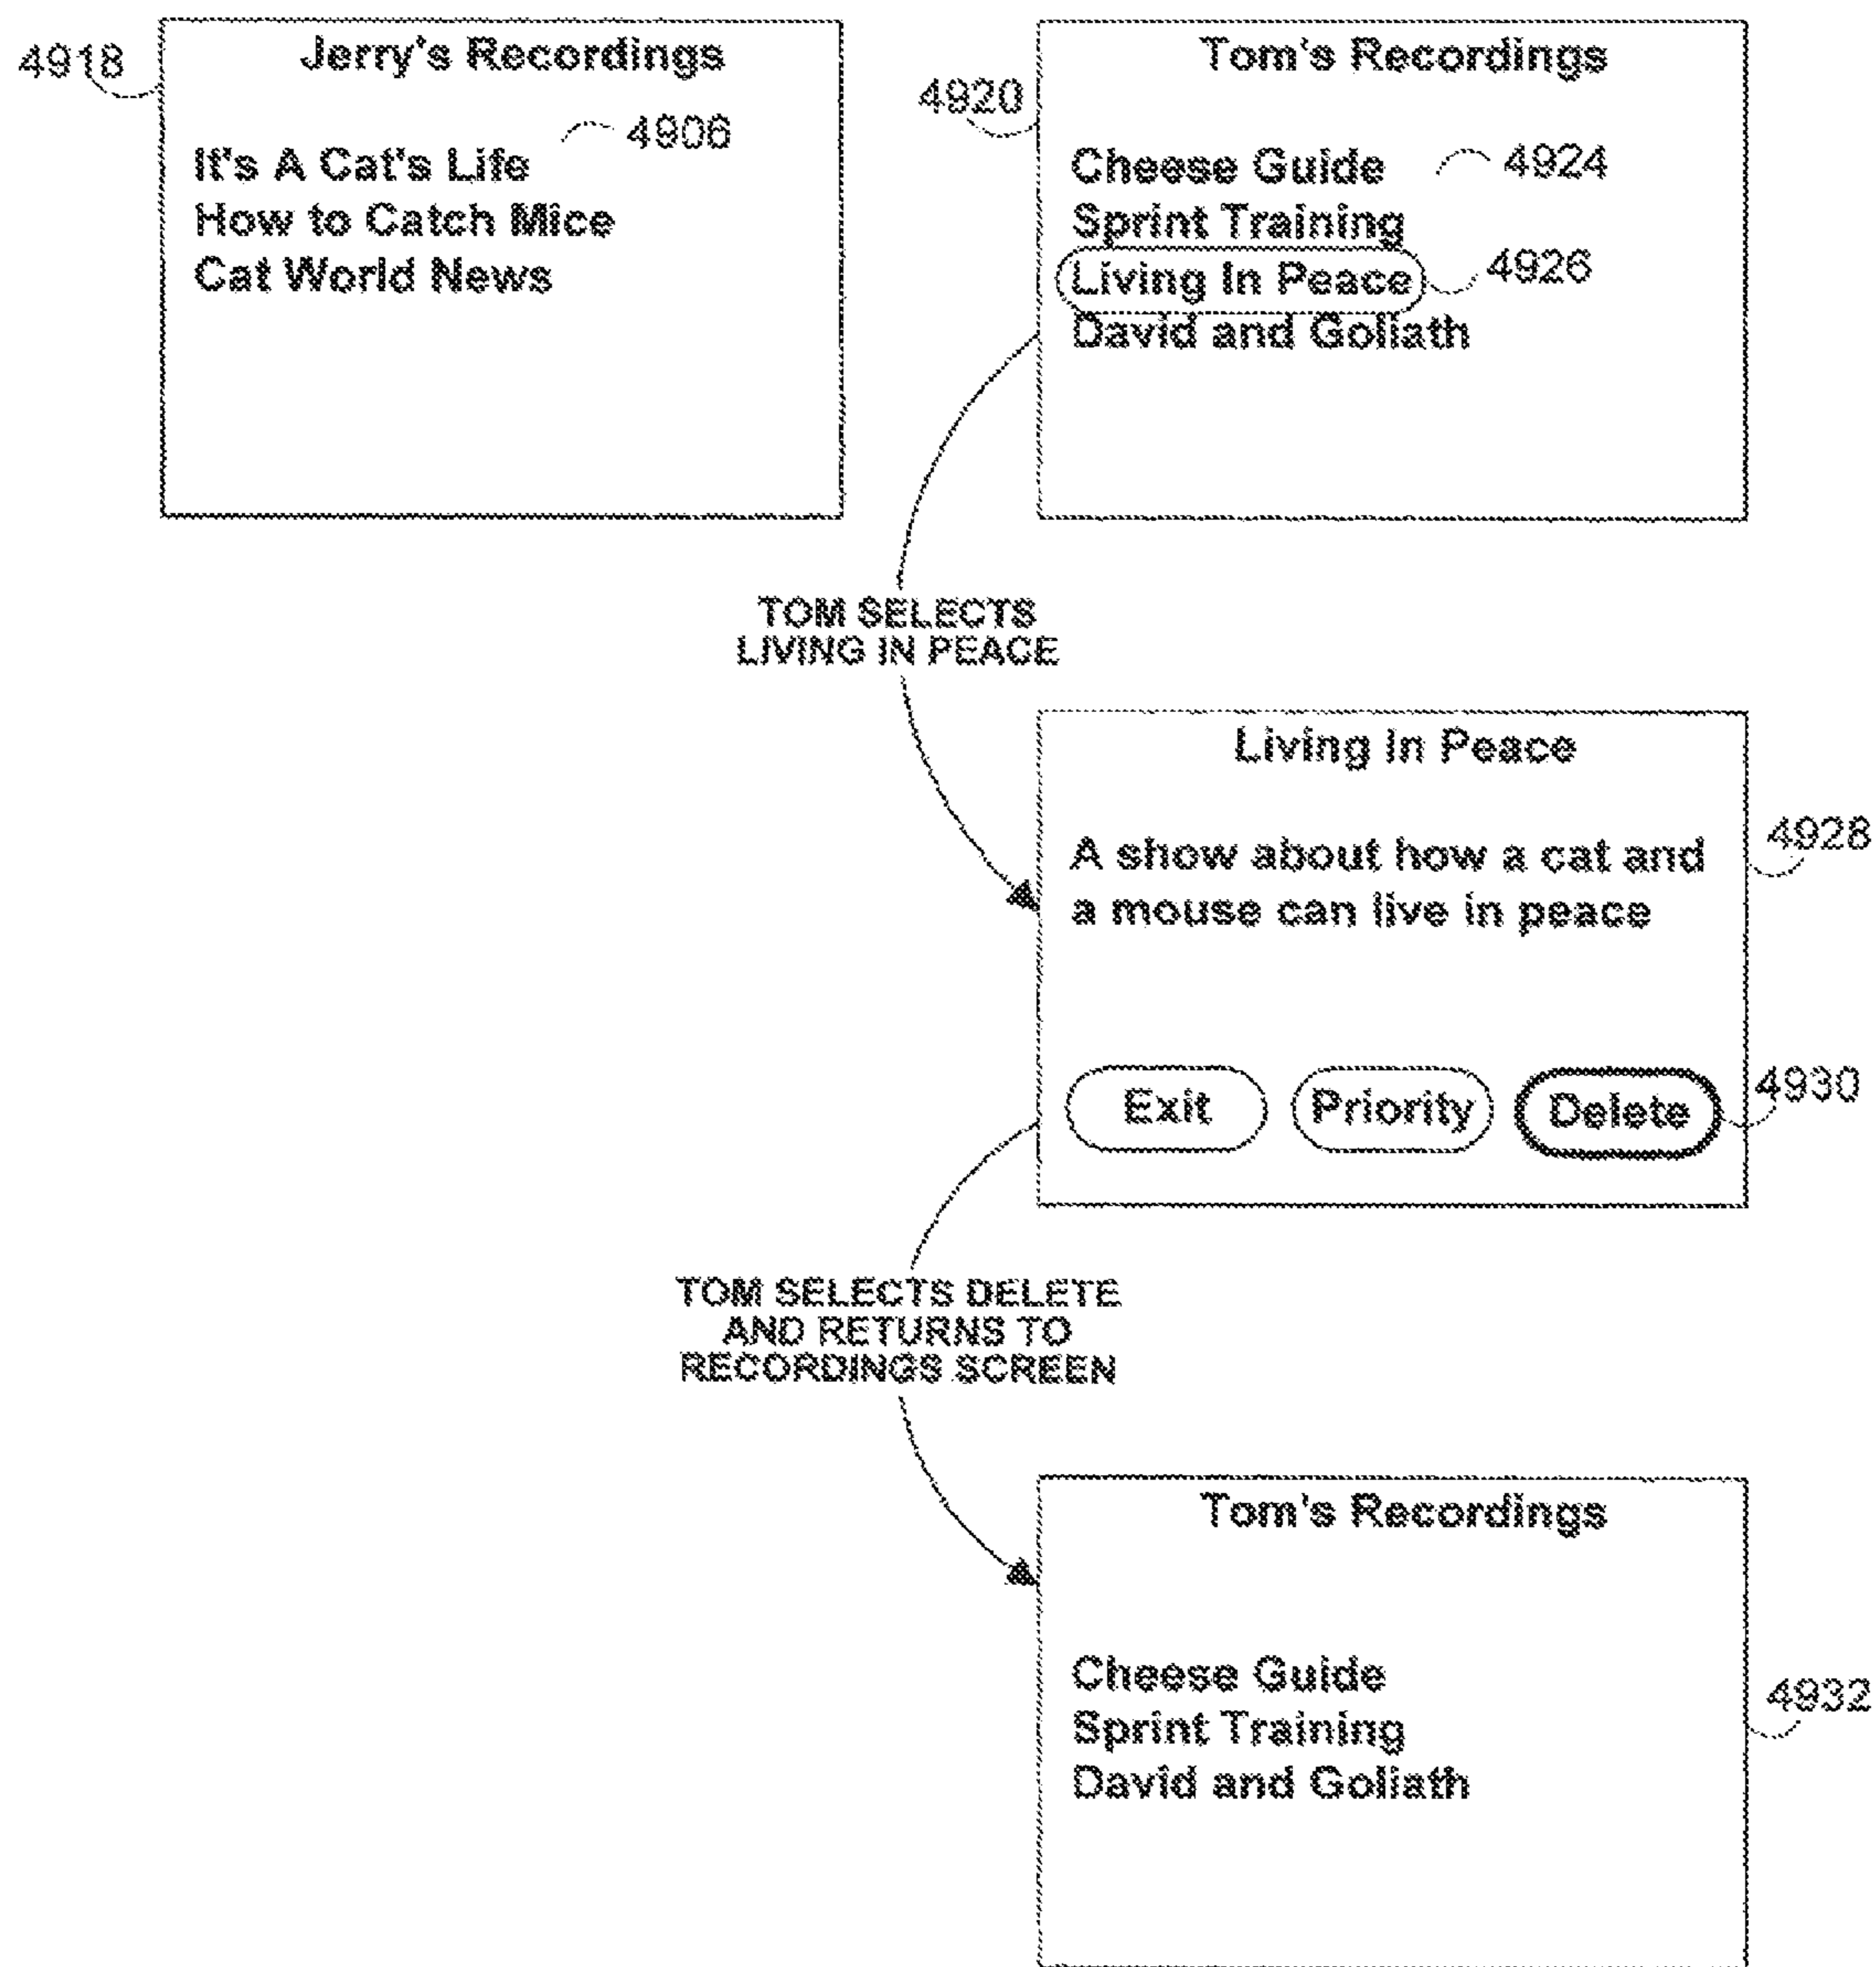 4918
Jerry's Recordings
4906
It's A Cat's Life
How to Catch Mice
Cat World News
4920
Tom's Recordings
4924
Cheese Guide
Sprint Training
Living In Peace
4926
David and Goliath
TOM SELECTS
LIVING IN PEACE
Living In Peace
A show about how a cat and
a mouse can live in peace
4928
Exit
Priority
Delete
4930
TOM SELECTS DELETE
AND RETURNS TO
RECORDINGS SCREEN
Tom's Recordings
Cheese Guide
Sprint Training
David and Goliath
4932